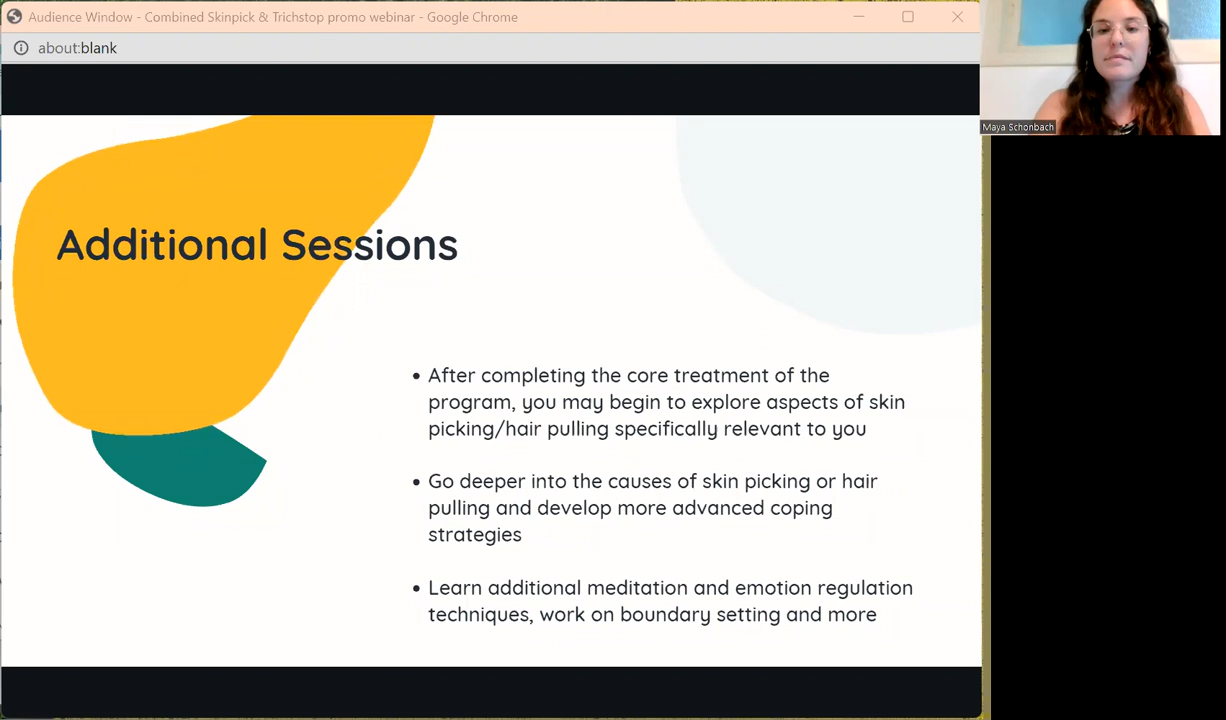 Audience Window - Combined Skinpick & Trichstop promo webinar - Google Chrome
about:blank
Maya Schonbach
Additional Sessions
• After completing the core treatment of the
program, you may begin to explore aspects of skin
picking/hair pulling specifically relevant to you
• Go deeper into the causes of skin picking or hair
pulling and develop more advanced coping
strategies
• Learn additional meditation and emotion regulation
techniques, work on boundary setting and more